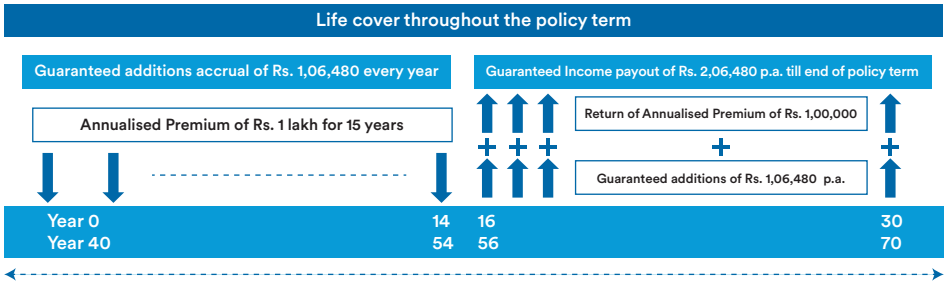 Life cover throughout the policy term
Guaranteed additions accrual of Rs. 1,06,480 every year
Guaranteed Income payout of Rs. 2,06,480 p.a. till end of policy term
Annualised Premium of Rs. 1 lakh for 15 years
Return of Annualised Premium of Rs. 1,00,000
+ + + + +
Guaranteed additions of Rs. 1,06,480 p.a.
Year 0 14 16 30
Year 40 54 56 70